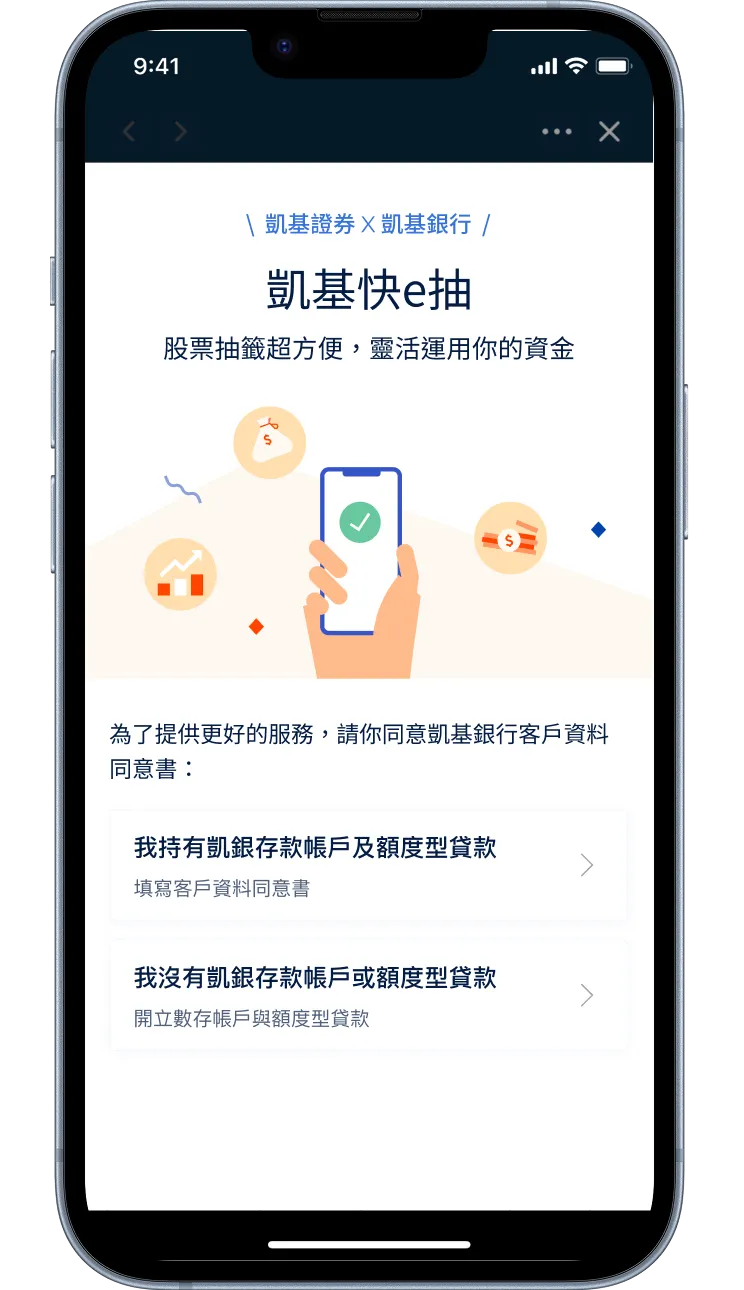 9:41
\ 凱基證券 X 凱基銀行 /
凱基快e抽
股票抽籤超方便，靈活運用你的資金
$
$
為了提供更好的服務，請你同意凱基銀行客戶資料
同意書：
我持有凱銀存款帳戶及額度型貸款
填寫客戶資料同意書
我沒有凱銀存款帳戶或額度型貸款
開立數存帳戶與額度型貸款